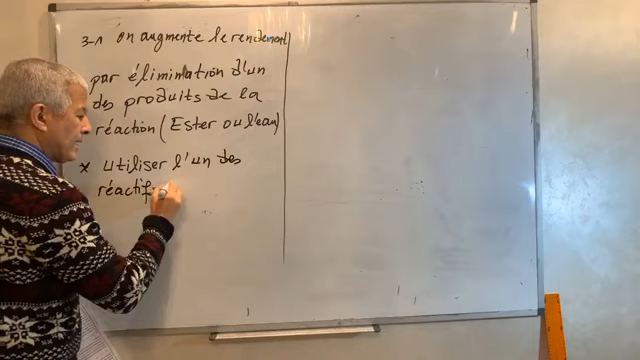 3-1 on augmente le rendement
par élimination d'un
des produits de la
réaction (Ester ou l'eau)
* utiliser l'un des
réactifs